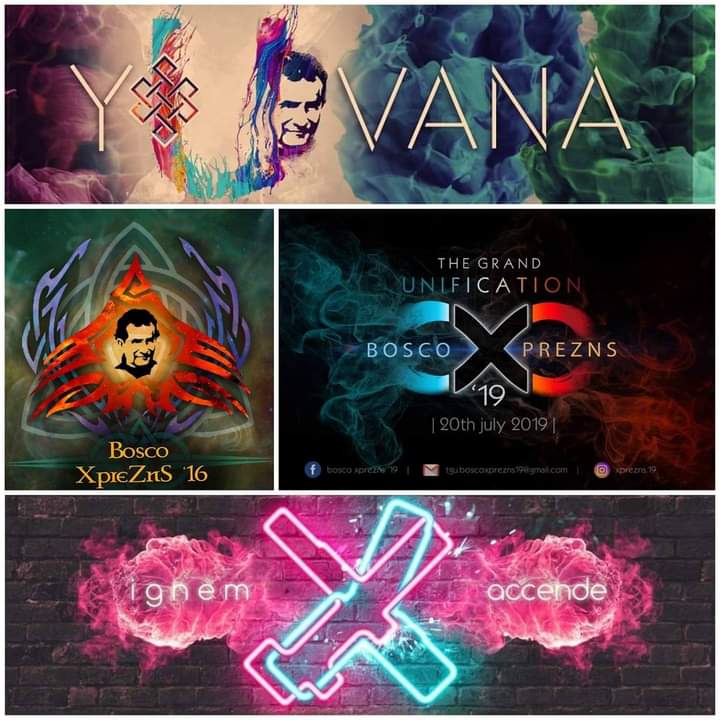 YUVANA
BOSCO
XpreZnS '16
THE GRAND
UNIFICATION
BOSCO X PREZNS
'19
| 20th july 2019 |
bosco xprezns '19 | tgu.boscoxprezns19@gmail.com | xprezns.19
ignem X accende